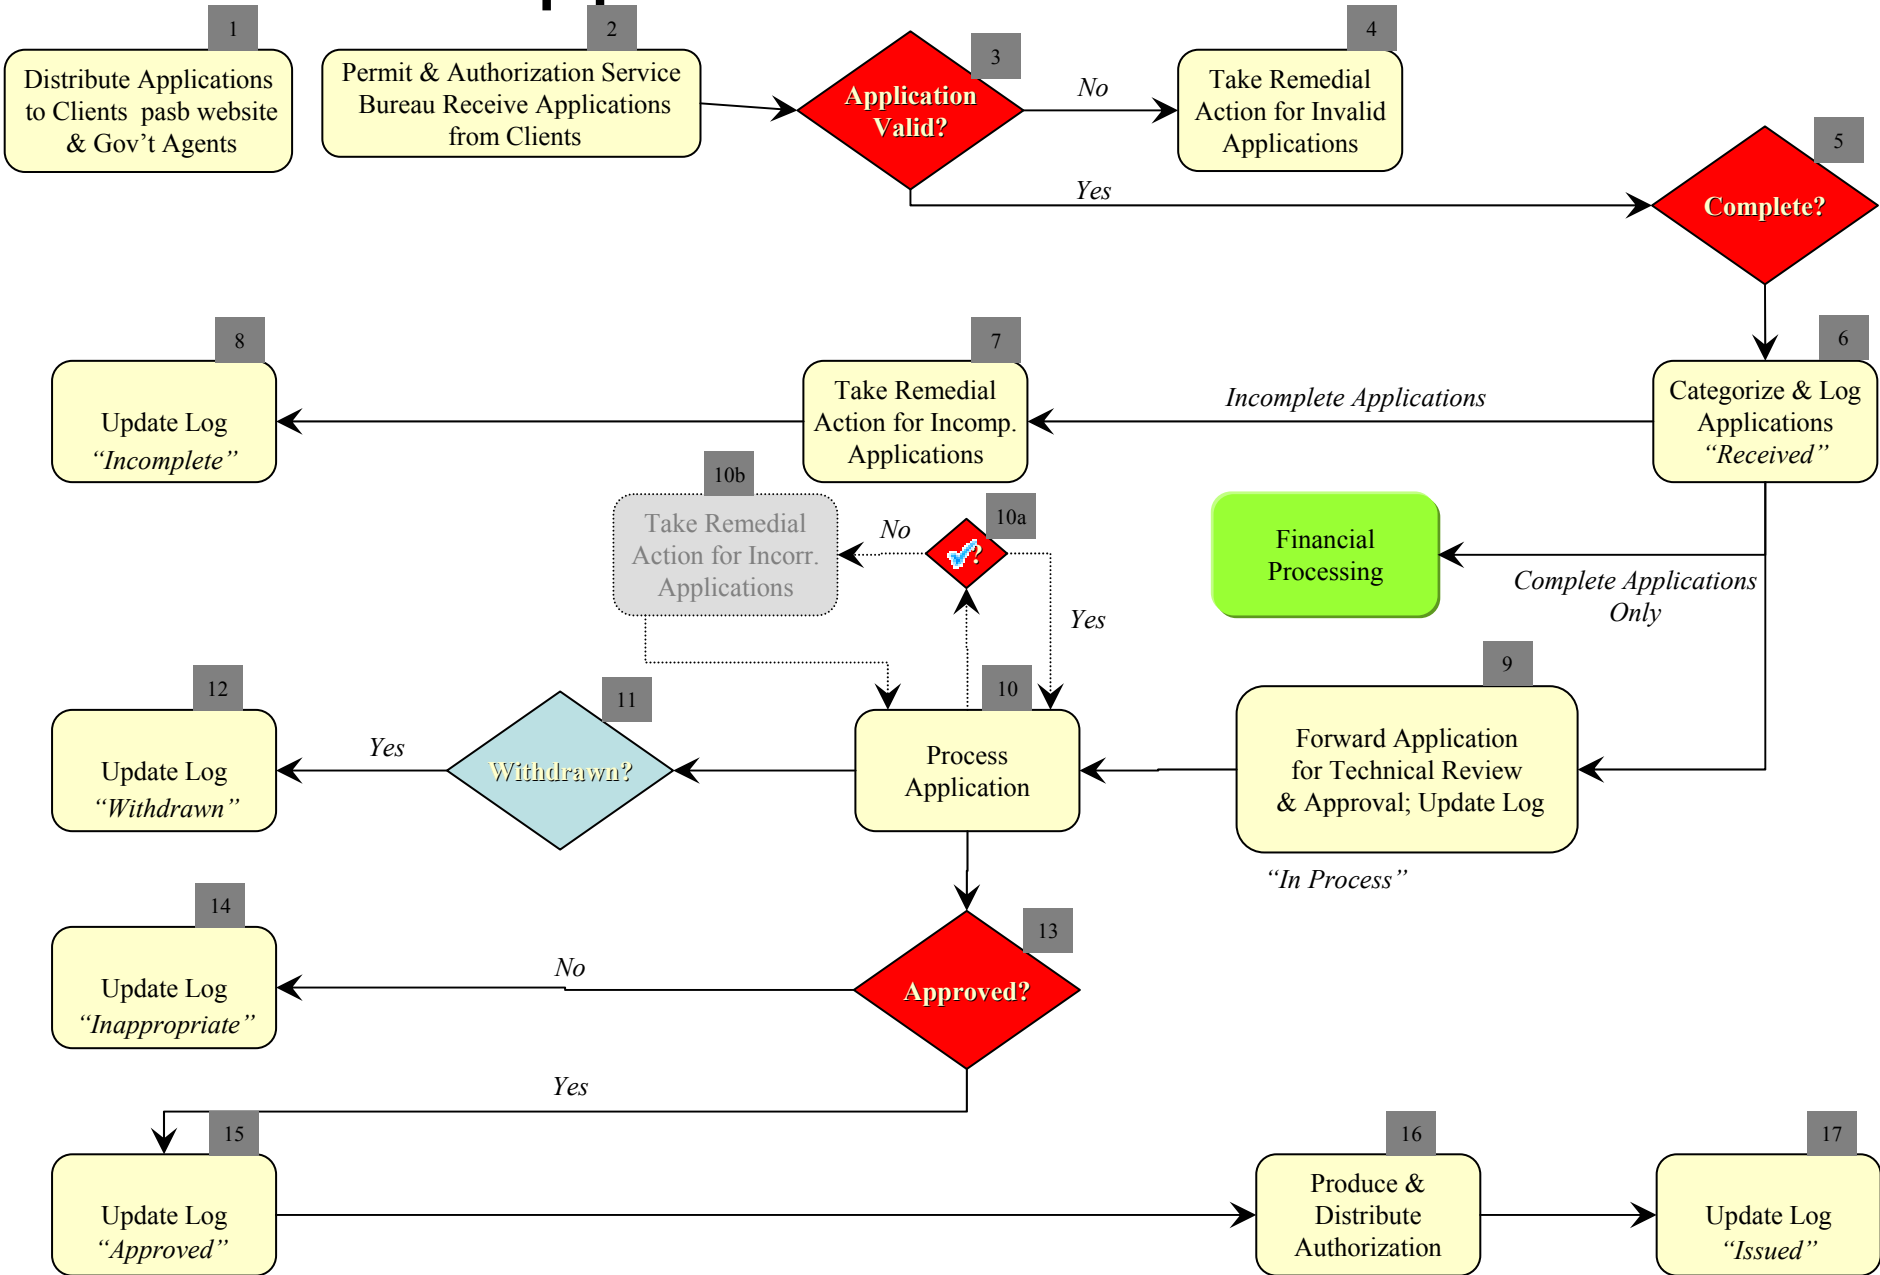 1
Distribute Applications
to Clients pasb website
& Gov't Agents
2
Permit & Authorization Service
Bureau Receive Applications
from Clients
3
Application
Valid?
No
Yes
4
Take Remedial
Action for Invalid
Applications
5
Complete?
6
Categorize & Log
Applications
“Received”
Incomplete Applications
7
Take Remedial
Action for Incomp.
Applications
8
Update Log
“Incomplete”
10b
Take Remedial
Action for Incorr.
Applications
No
10a
?
Yes
Financial
Processing
Complete Applications
Only
9
Forward Application
for Technical Review
& Approval; Update Log
“In Process”
10
Process
Application
11
Withdrawn?
Yes
12
Update Log
“Withdrawn”
13
Approved?
No
14
Update Log
“Inappropriate”
Yes
15
Update Log
“Approved”
16
Produce &
Distribute
Authorization
17
Update Log
“Issued”